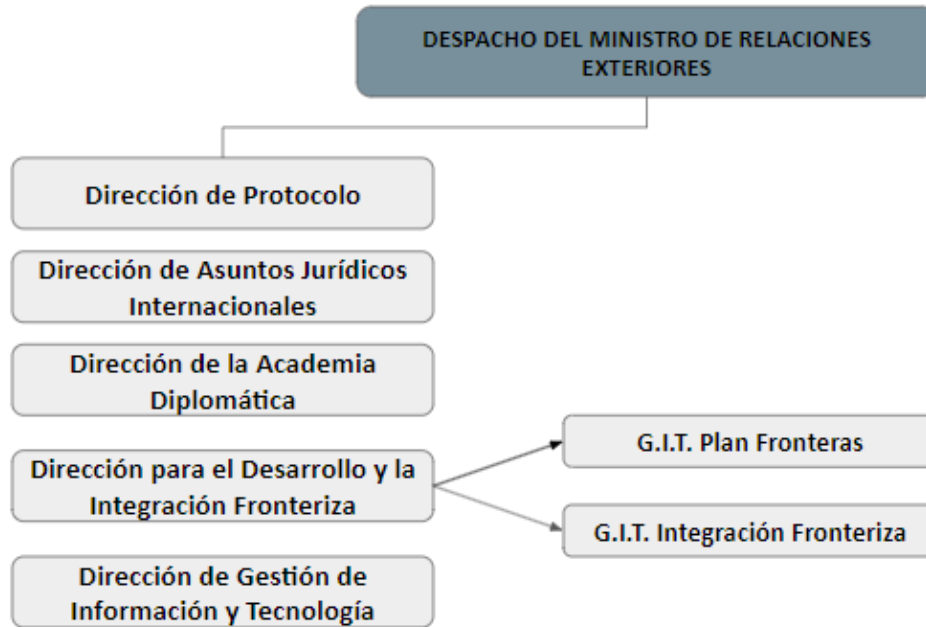 DESPACHO DEL MINISTRO DE RELACIONES
EXTERIORES
Dirección de Protocolo
Dirección de Asuntos Jurídicos
Internacionales
Dirección de la Academia
Diplomática
Dirección para el Desarrollo y la
Integración Fronteriza
G.I.T. Plan Fronteras
G.I.T. Integración Fronteriza
Dirección de Gestión de
Información y Tecnología